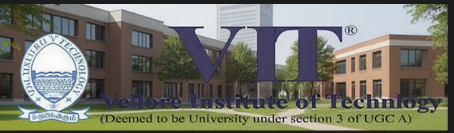 VIT®
Vellore Institute of Technology
(Deemed to be University under section 3 of UGC A)